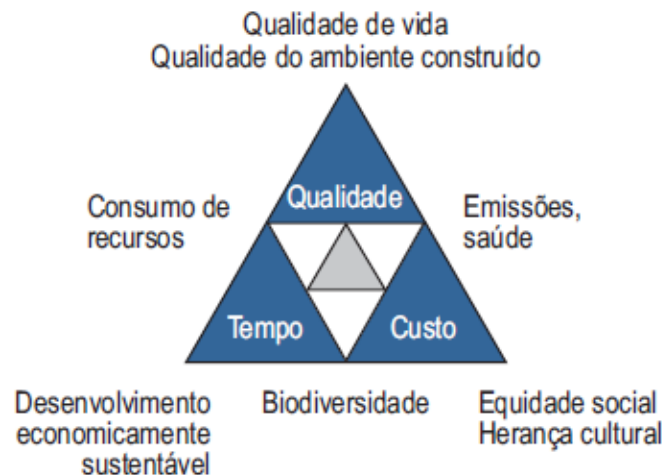 Qualidade de vida
Qualidade do ambiente construído
Qualidade
Consumo de
recursos
Emissões,
saúde
Tempo
Custo
Desenvolvimento
economicamente
sustentável
Biodiversidade
Equidade social
Herança cultural